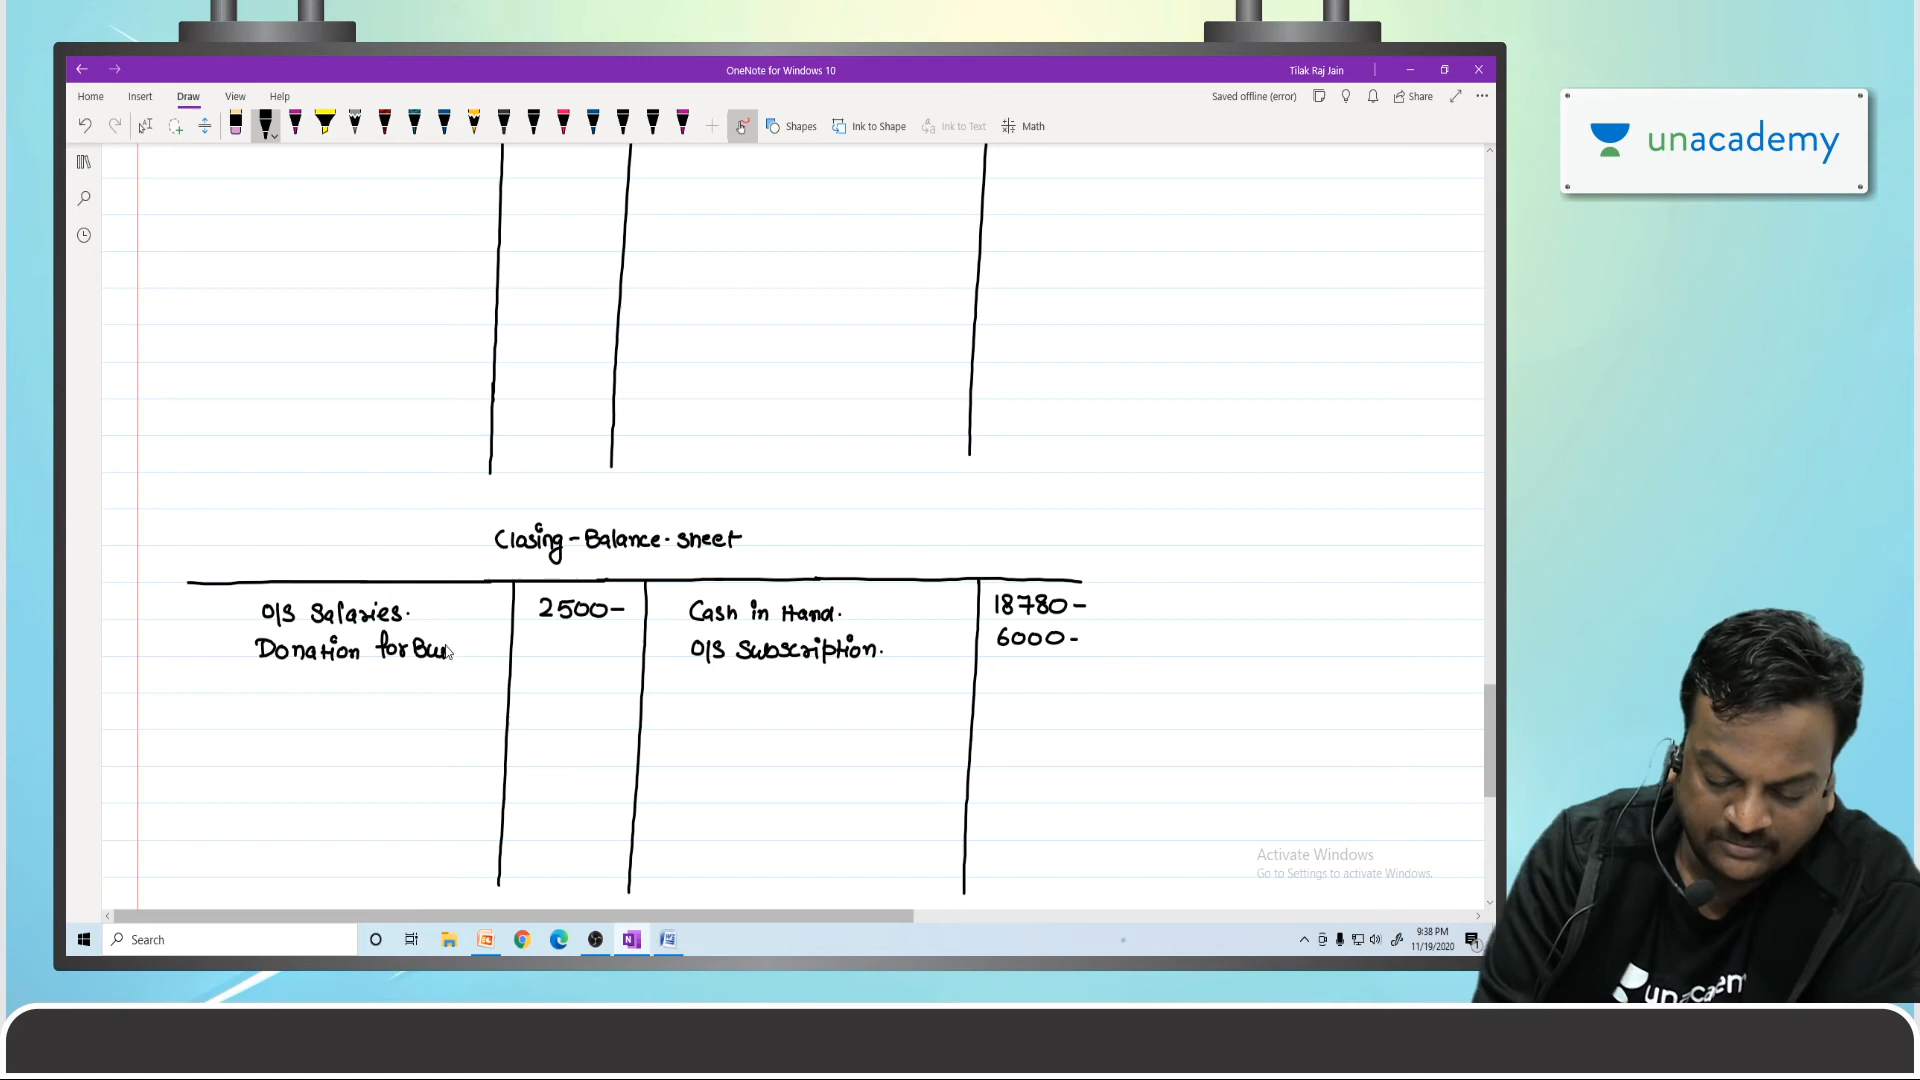 OneNote for Windows 10
Tilak Raj Jain
Home Insert Draw View Help
Saved offline (error)
Share
Shapes
Ink to Shape
Ink to Text
Math
unacademy
Closing - Balance. sheet
O/S Salaries. 2500- Cash in Hand. 18780-
Donation for Bui O/S Subscription. 6000-
Activate Windows
Go to Settings to activate Windows.
Search
9:38 PM
11/19/2020
1